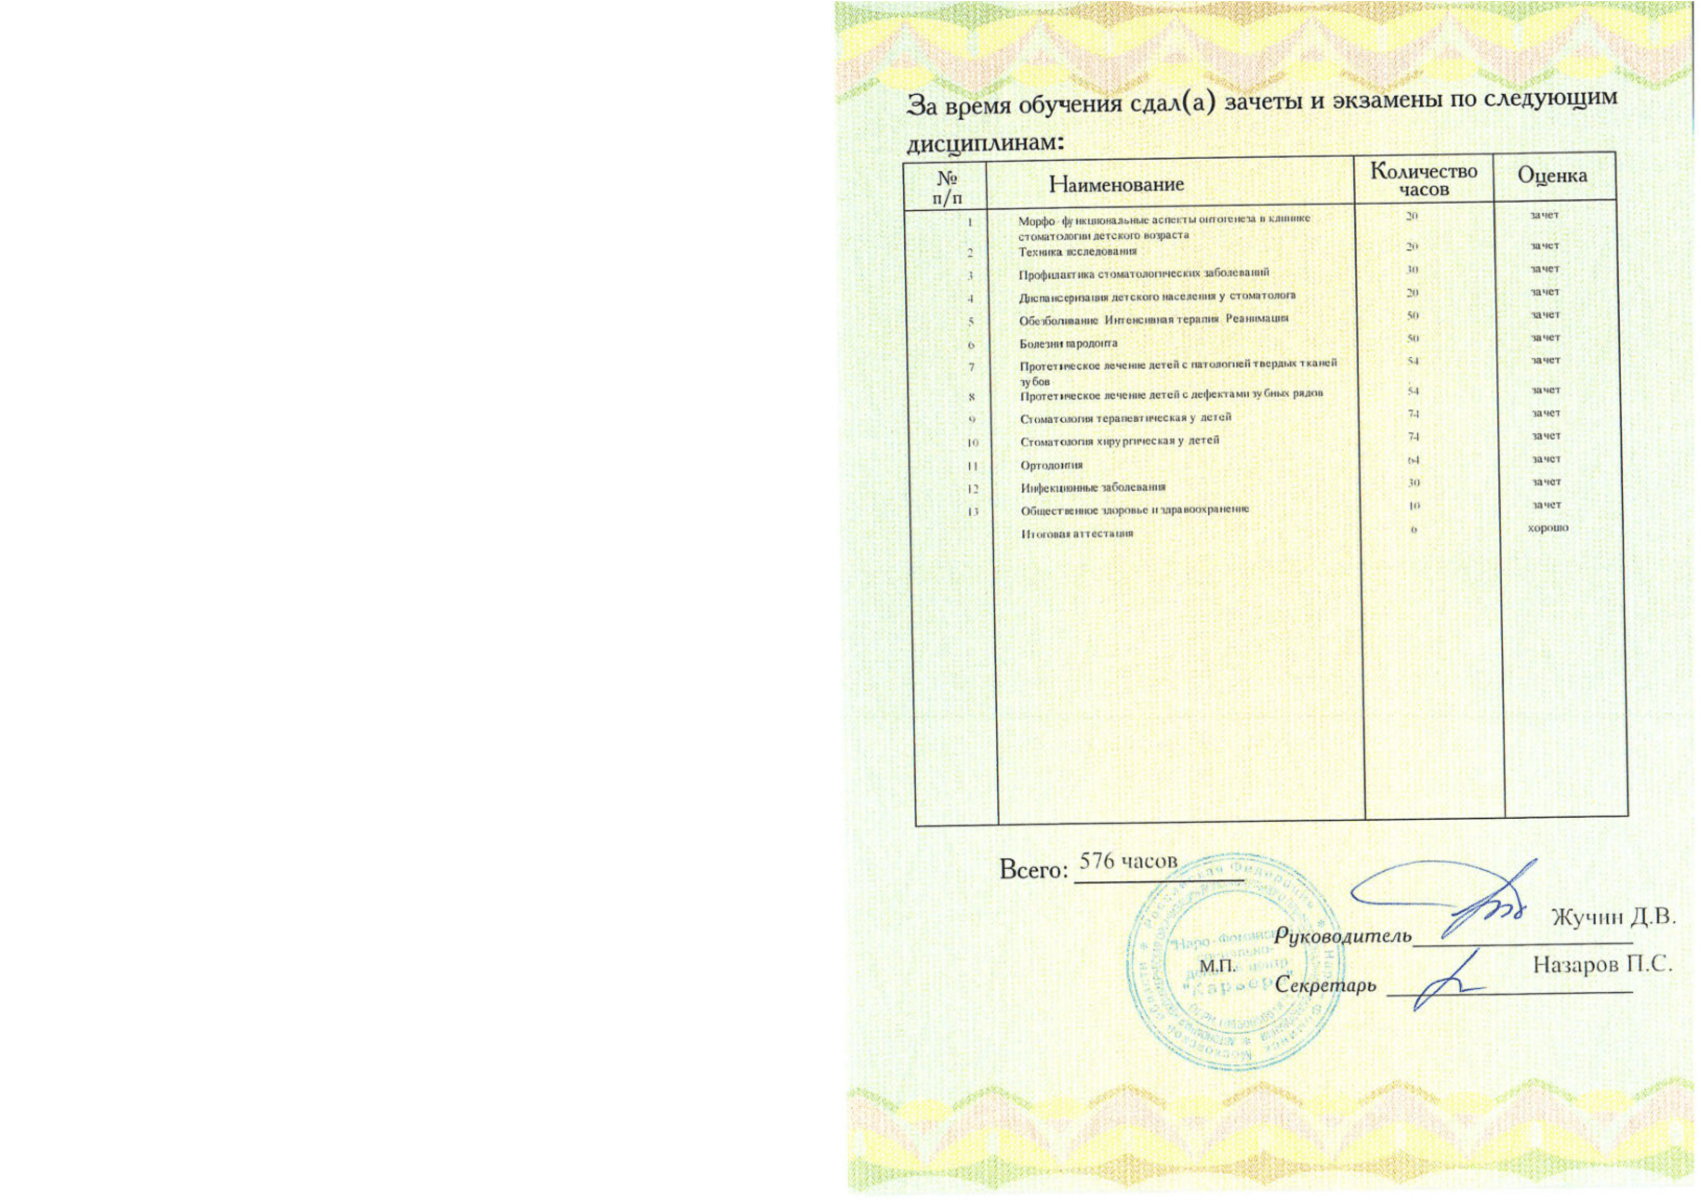 За время обучения сдал(а) зачеты и экзамены по следующим
дисциплинам:
№ п/п Наименование Количество часов Оценка
1 Морфо-функциональные аспекты онтогенеза в клинике 20 зачет
стоматологии детского возраста
2 Техника исследования 20 зачет
3 Профилактика стоматологических заболеваний 30 зачет
4 Диспансеризация детского населения у стоматолога 20 зачет
5 Обезболивание Интенсивная терапия Реанимация 50 зачет
6 Болезни пародонта 50 зачет
7 Протетическое лечение детей с патологией твердых тканей 54 зачет
зубов
8 Протетическое лечение детей с дефектами зубных рядов 54 зачет
9 Стоматология терапевтическая у детей 74 зачет
10 Стоматология хирургическая у детей 74 зачет
11 Ортодонтия 64 зачет
12 Инфекционные заболевания 30 зачет
13 Общественное здоровье и здравоохранение 10 зачет
Итоговая аттестация 6 хорошо
Всего: 576 часов
Жучин Д.В.
Руководитель
М.П.
Назаров П.С.
Секретарь
Российская Федерация
"Наро-Фоминский
центр
"Карьера"